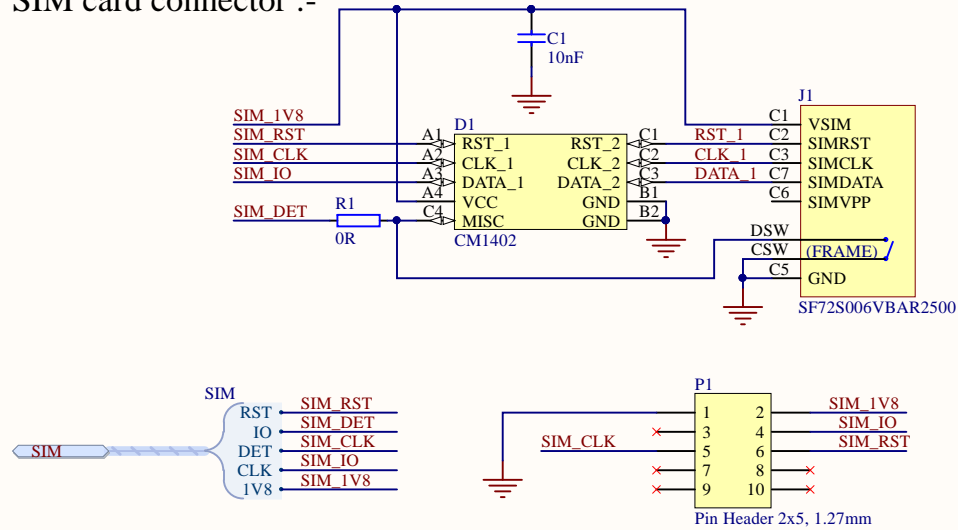 SIM card connector :-
C1
10nF
J1
SIM_1V8
SIM_RST
SIM_CLK
SIM_IO
SIM_DET
R1
0R
D1
A1 RST_1 RST_2 C1
A2 CLK_1 CLK_2 C2
A3 DATA_1 DATA_2 C3
A4 VCC GND B1
C4 MISC GND B2
CM1402
RST_1
CLK_1
DATA_1
C1 VSIM
C2 SIMRST
C3 SIMCLK
C7 SIMDATA
C6 SIMVPP
DSW
CSW (FRAME)
C5 GND
SF72S006VBAR2500
SIM
SIM
RST SIM_RST
IO SIM_DET
DET SIM_CLK
CLK SIM_IO
1V8 SIM_1V8
P1
1 2 SIM_1V8
3 4 SIM_IO
SIM_CLK 5 6 SIM_RST
7 8
9 10
Pin Header 2x5, 1.27mm